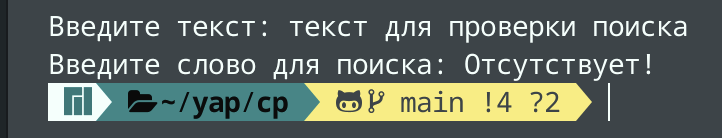 Введите текст: текст для проверки поиска
Введите слово для поиска: Отсутствует!
~/yap/cp main !4 ?2